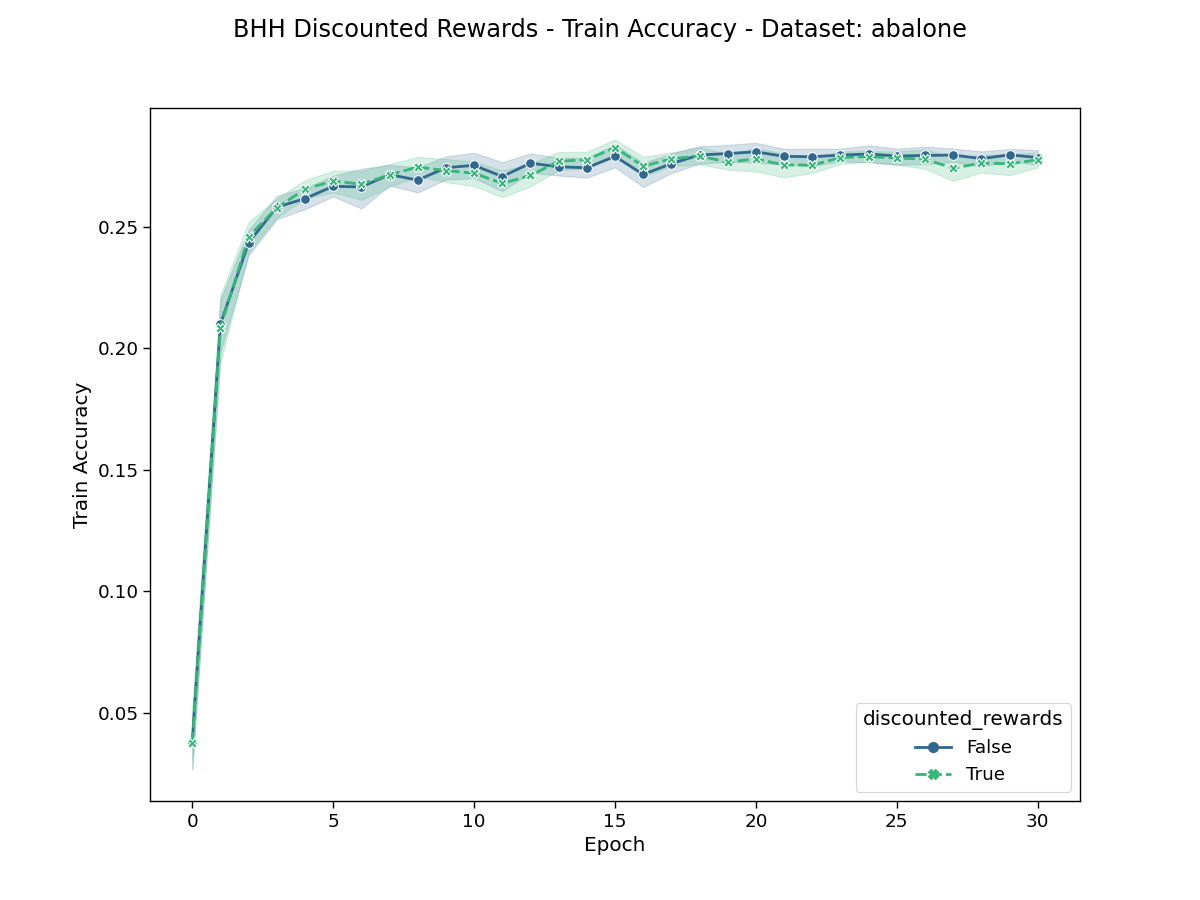 BHH Discounted Rewards - Train Accuracy - Dataset: abalone
Train Accuracy
0.25
0.20
0.15
0.10
0.05
discounted_rewards
False
True
0 5 10 15 20 25 30
Epoch